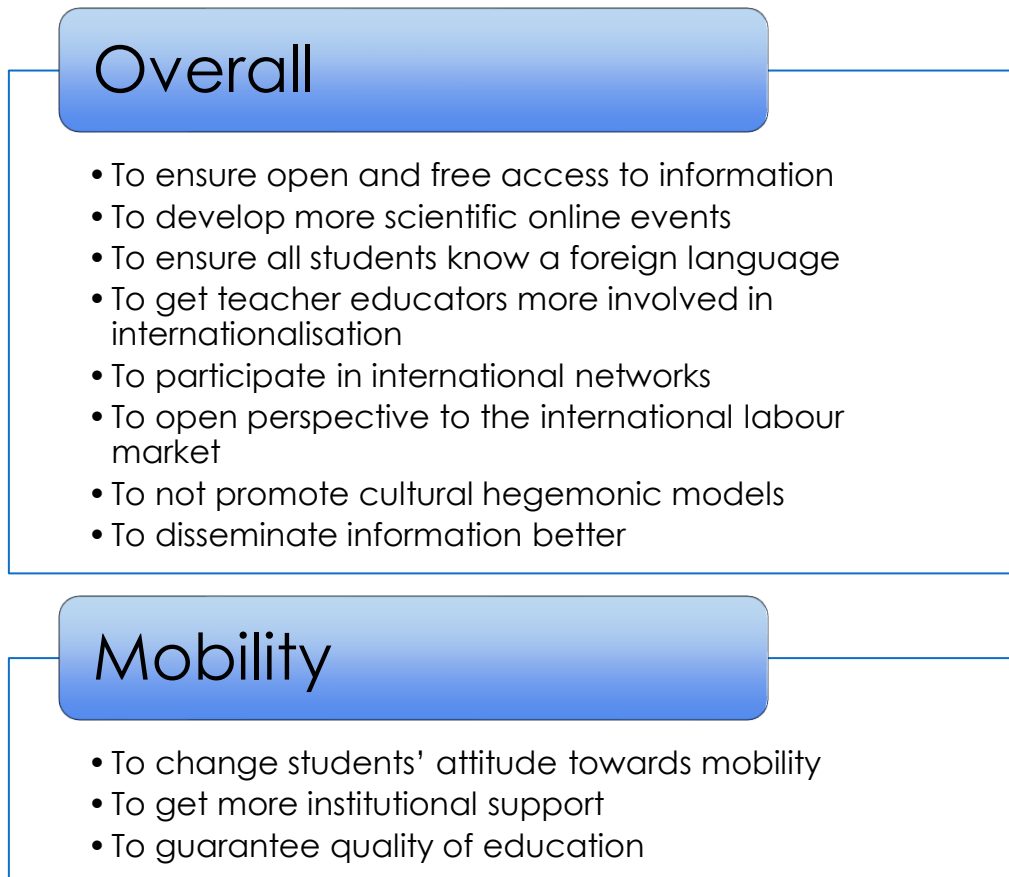 Overall
• To ensure open and free access to information
• To develop more scientific online events
• To ensure all students know a foreign language
• To get teacher educators more involved in
internationalisation
• To participate in international networks
• To open perspective to the international labour
market
• To not promote cultural hegemonic models
• To disseminate information better
Mobility
• To change students’ attitude towards mobility
• To get more institutional support
• To guarantee quality of education